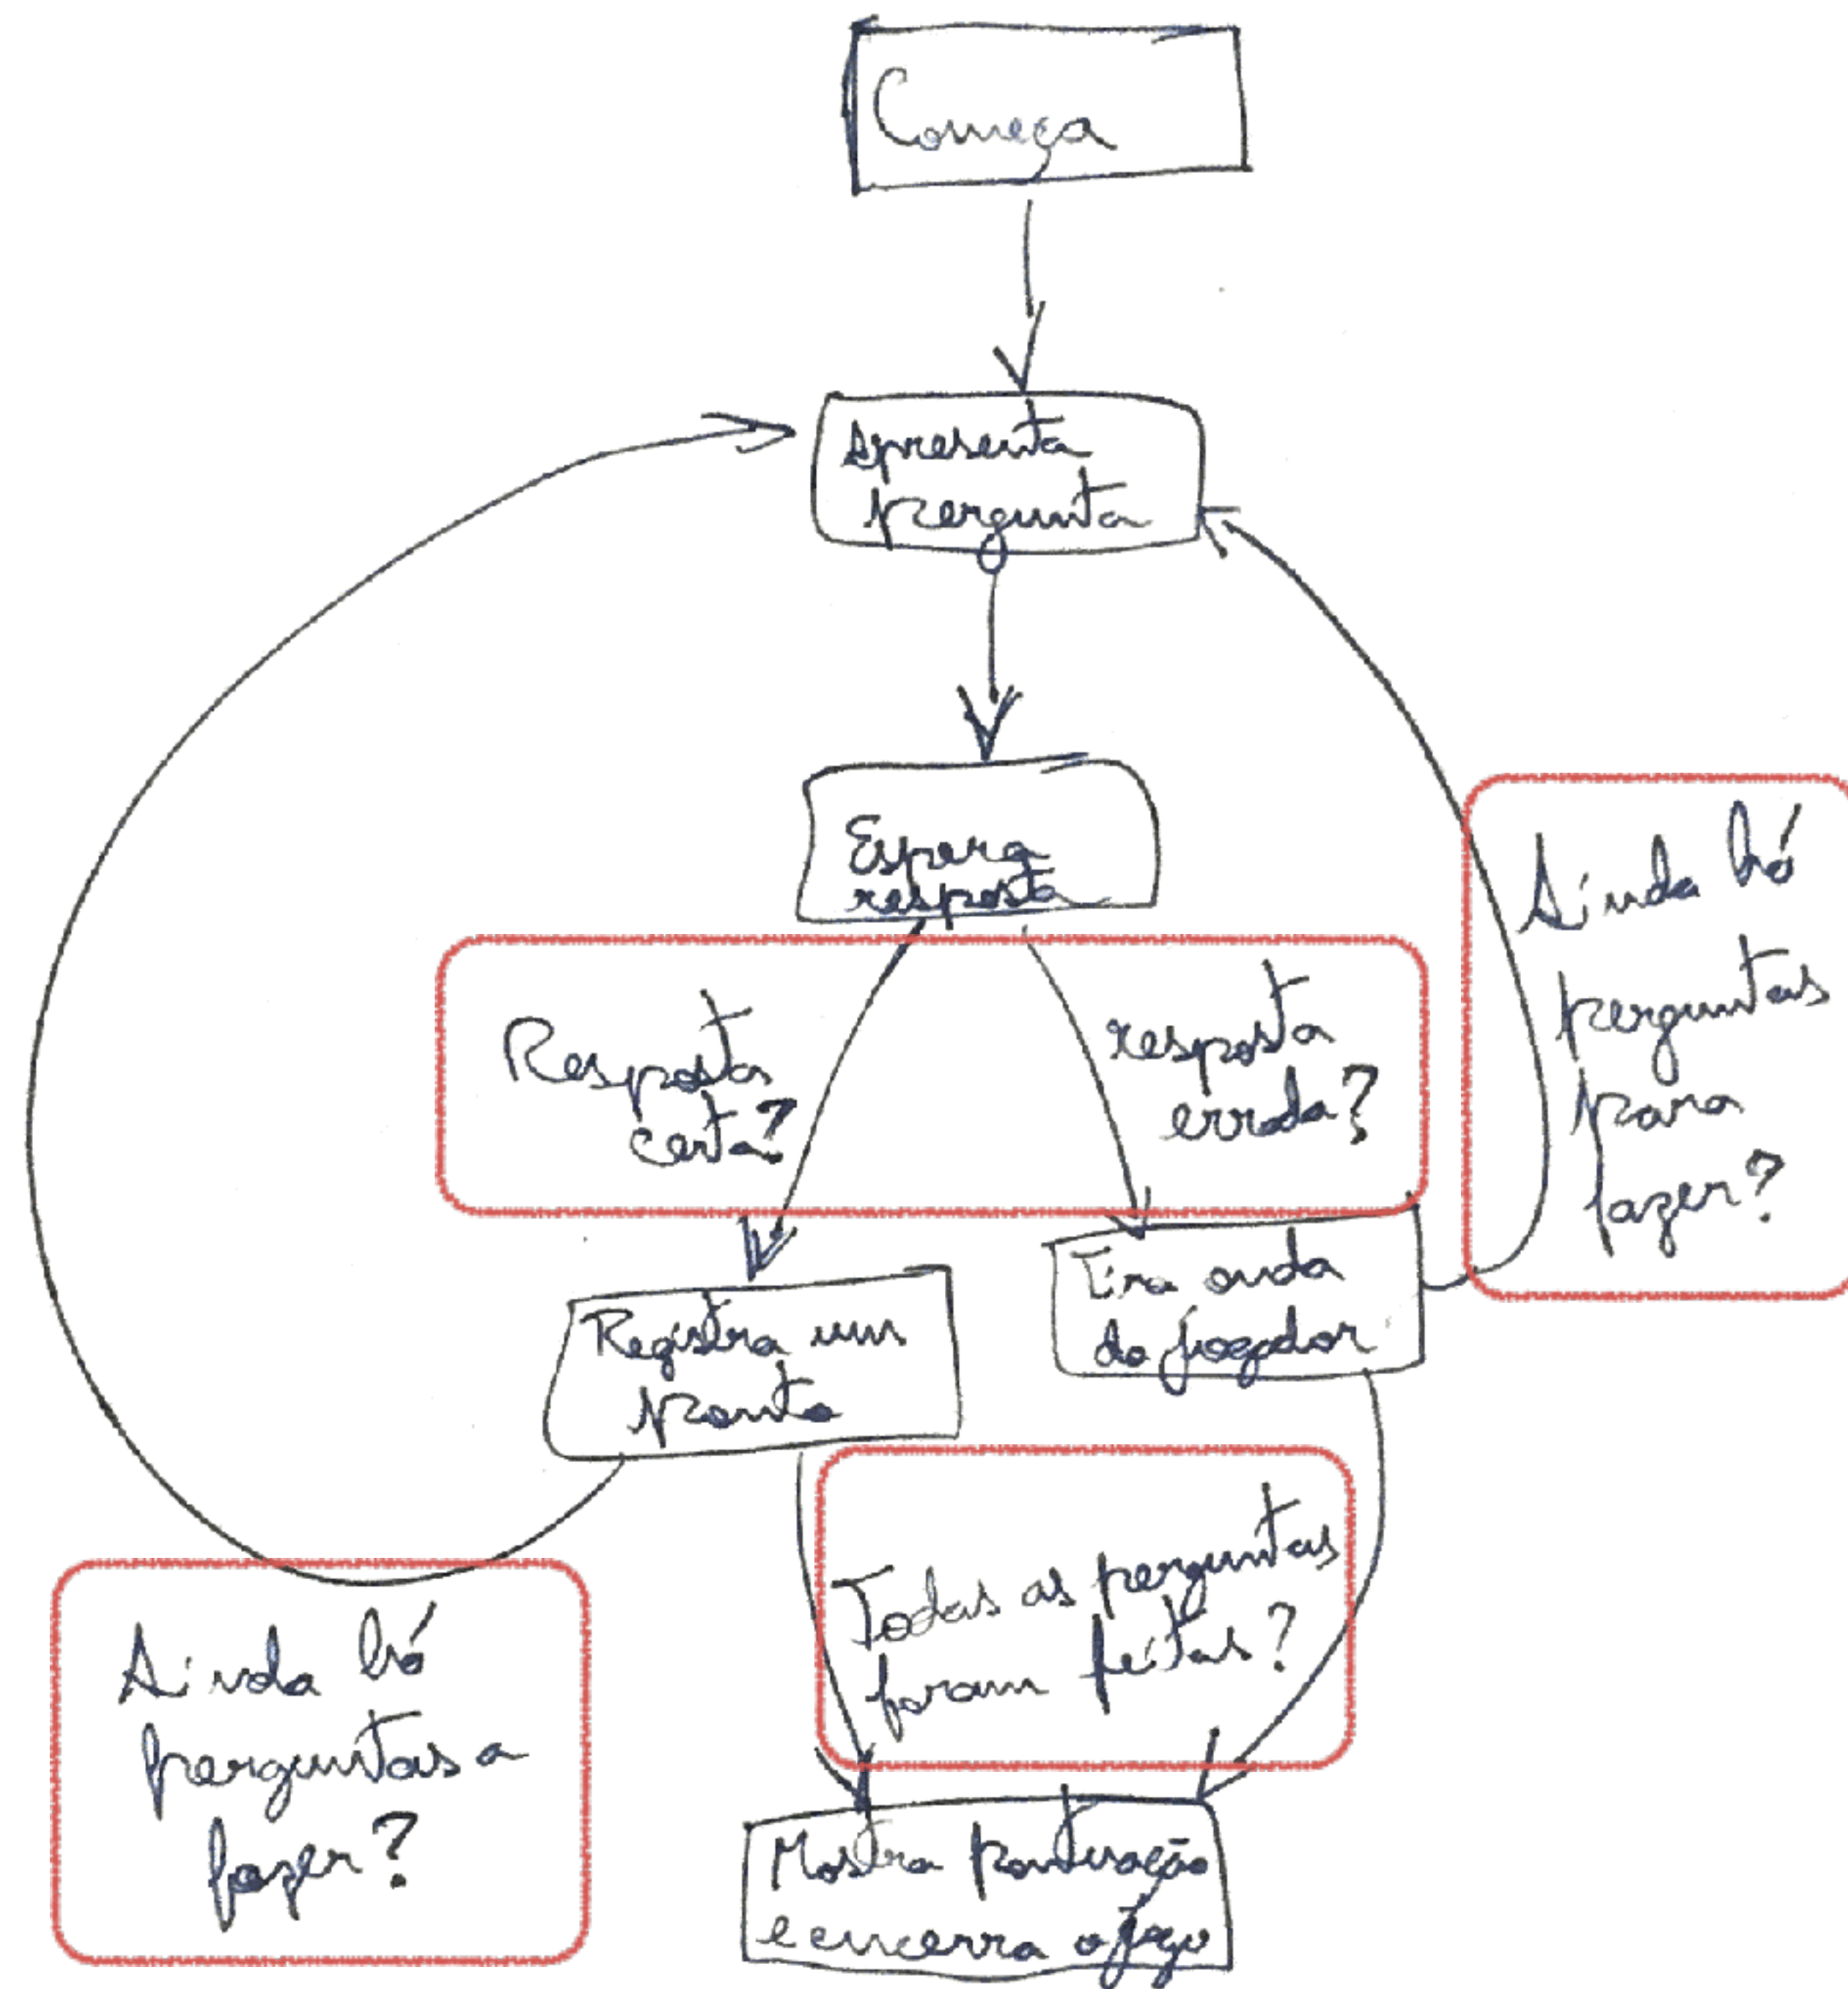 Começa
Apresenta
pergunta
Espera
resposta
Resposta
certa?
resposta
errada?
Ainda há
perguntas
para
fazer?
Registra um
ponto
Tira onda
do jogador
Todas as perguntas
foram feitas?
Ainda há
perguntas a
fazer?
Mostra pontuação
e encerra o jogo